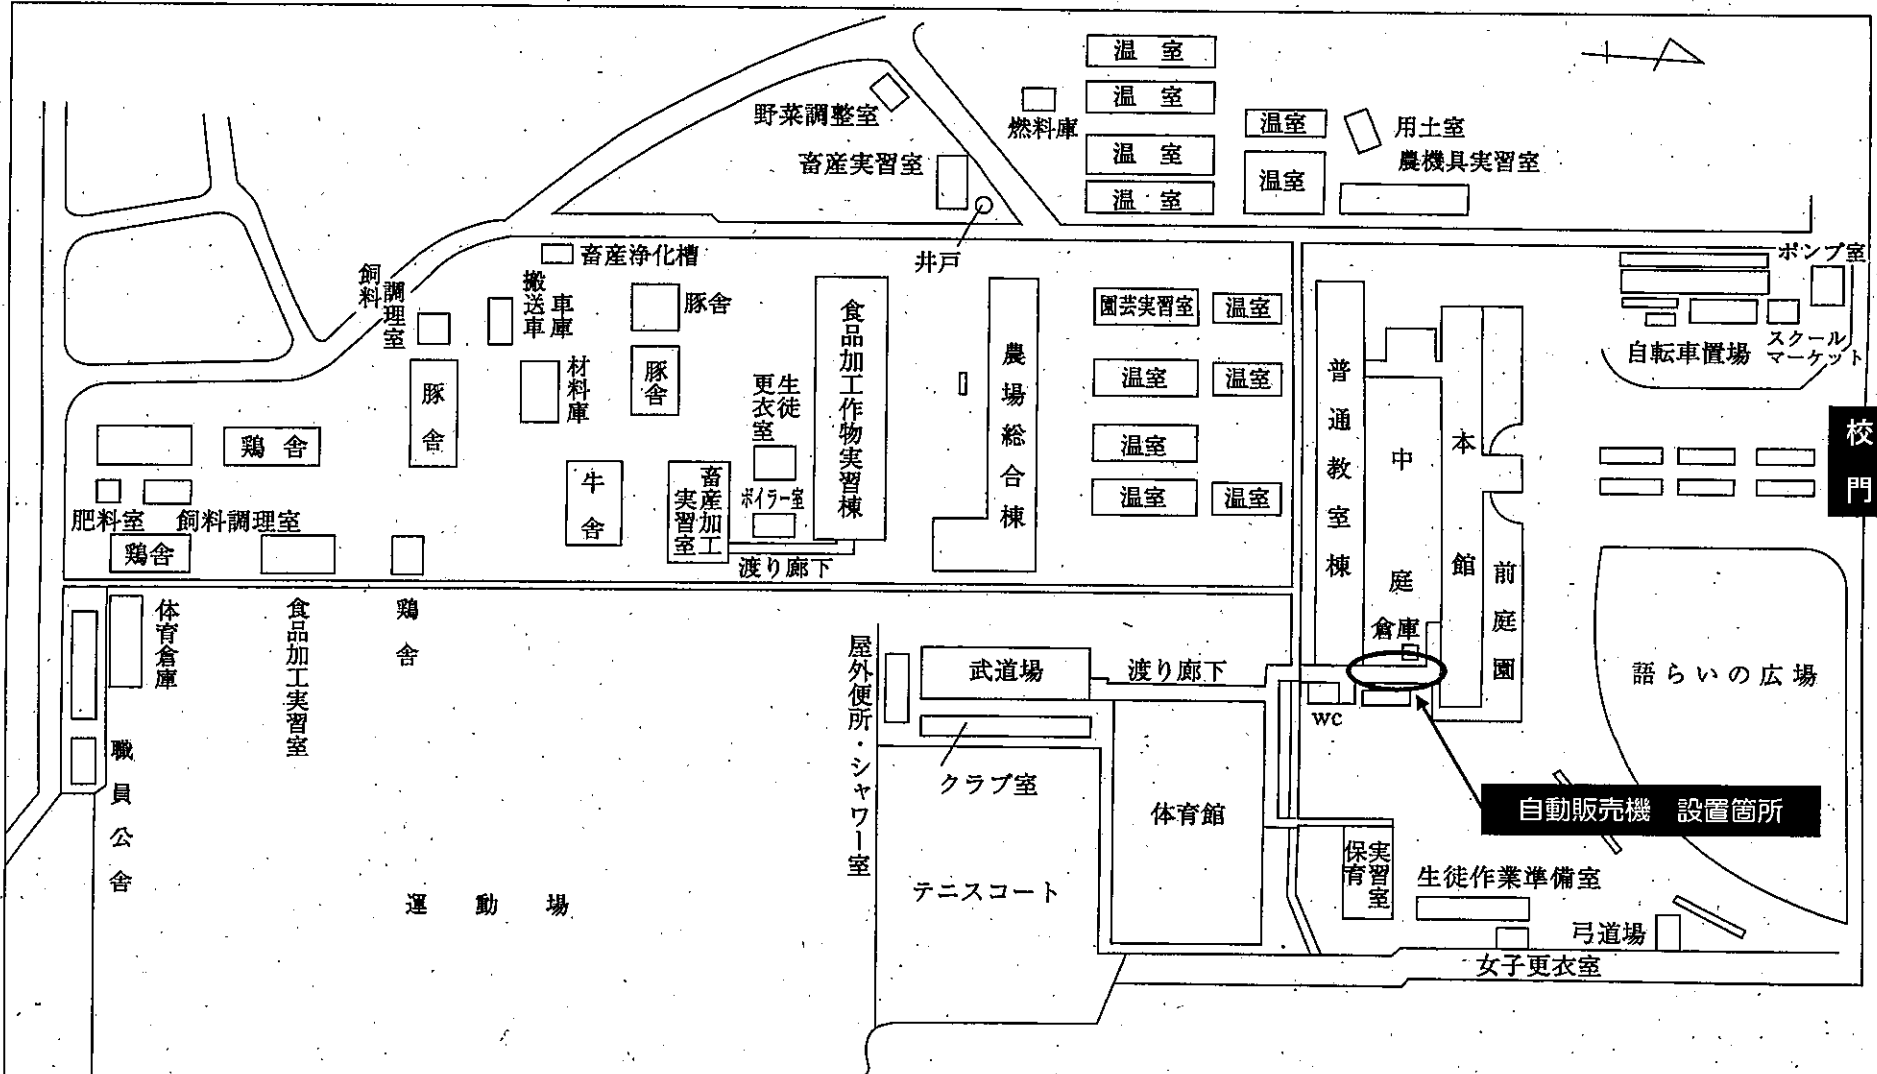 温室
温室
温室
温室
温室
温室
燃料庫
用土室
農機具実習室
野菜調整室
畜産実習室
井戸
畜産浄化槽
飼料調理室
搬送車車庫
豚舎
豚舎
豚舎
材料庫
生徒更衣室
食品加工作物実習棟
農場総合棟
園芸実習室
温室
温室
温室
温室
温室
温室
普通教室棟
中庭
本館
前庭園
倉庫
ポンプ室
自転車置場
スクールマーケット
校門
鶏舎
肥料室
飼料調理室
鶏舎
牛舎
畜産加工実習室
ボイラー室
渡り廊下
体育倉庫
食品加工実習室
鶏舎
職員公舎
屋外便所・シャワー室
武道場
渡り廊下
クラブ室
体育館
テニスコート
運動場
WC
語らいの広場
自動販売機 設置箇所
保育実習室
生徒作業準備室
弓道場
女子更衣室